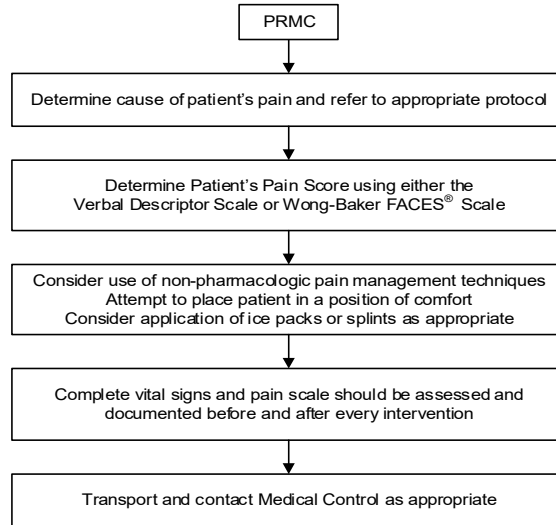 PRMC
Determine cause of patient's pain and refer to appropriate protocol
Determine Patient's Pain Score using either the
Verbal Descriptor Scale or Wong-Baker FACES® Scale
Consider use of non-pharmacologic pain management techniques
Attempt to place patient in a position of comfort
Consider application of ice packs or splints as appropriate
Complete vital signs and pain scale should be assessed and
documented before and after every intervention
Transport and contact Medical Control as appropriate